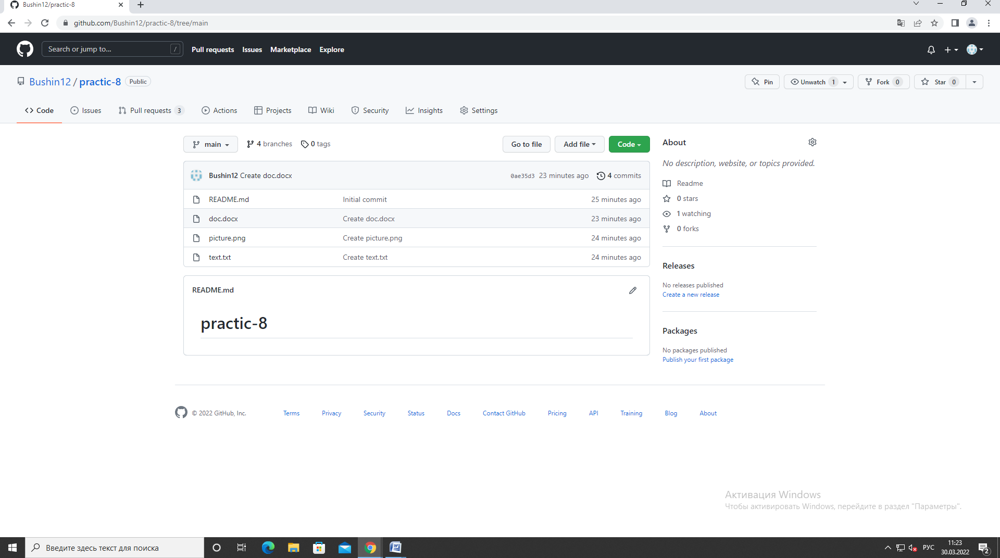 Bushin12/practic-8
github.com/Bushin12/practic-8/tree/main
Search or jump to... /
Pull requests Issues Marketplace Explore
Bushin12 / practic-8 Public
Pin Unwatch 1 Fork 0 Star 0
Code Issues Pull requests 3 Actions Projects Wiki Security Insights Settings
main 4 branches 0 tags Go to file Add file Code
Bushin12 Create doc.docx 0ae35d3 23 minutes ago 4 commits
README.md Initial commit 25 minutes ago
doc.docx Create doc.docx 23 minutes ago
picture.png Create picture.png 24 minutes ago
text.txt Create text.txt 24 minutes ago
README.md
practic-8
About
No description, website, or topics provided.
Readme
0 stars
1 watching
0 forks
Releases
No releases published
Create a new release
Packages
No packages published
Publish your first package
© 2022 GitHub, Inc. Terms Privacy Security Status Docs Contact GitHub Pricing API Training Blog About
Активация Windows
Чтобы активировать Windows, перейдите в раздел "Параметры".
Введите здесь текст для поиска
РУС
11:23
30.03.2022
2